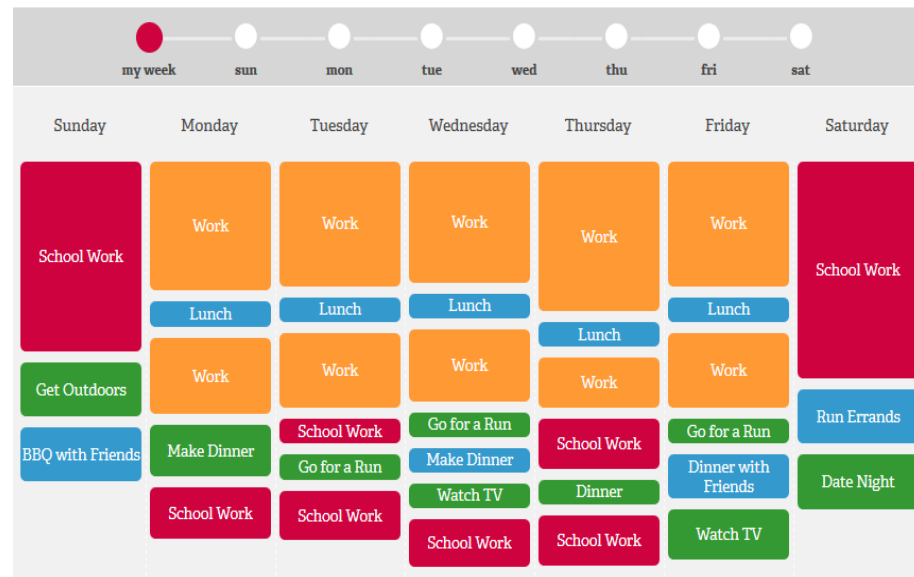 my week
sun
mon
tue
wed
thu
fri
sat
Sunday
Monday
Tuesday
Wednesday
Thursday
Friday
Saturday
School Work
Get Outdoors
BBQ with Friends
Work
Lunch
Work
Make Dinner
School Work
Work
Lunch
Work
School Work
Go for a Run
School Work
Work
Lunch
Work
Go for a Run
Make Dinner
Watch TV
School Work
Work
Lunch
Work
School Work
Dinner
School Work
Work
Lunch
Work
Go for a Run
Dinner with
Friends
Watch TV
School Work
Run Errands
Date Night